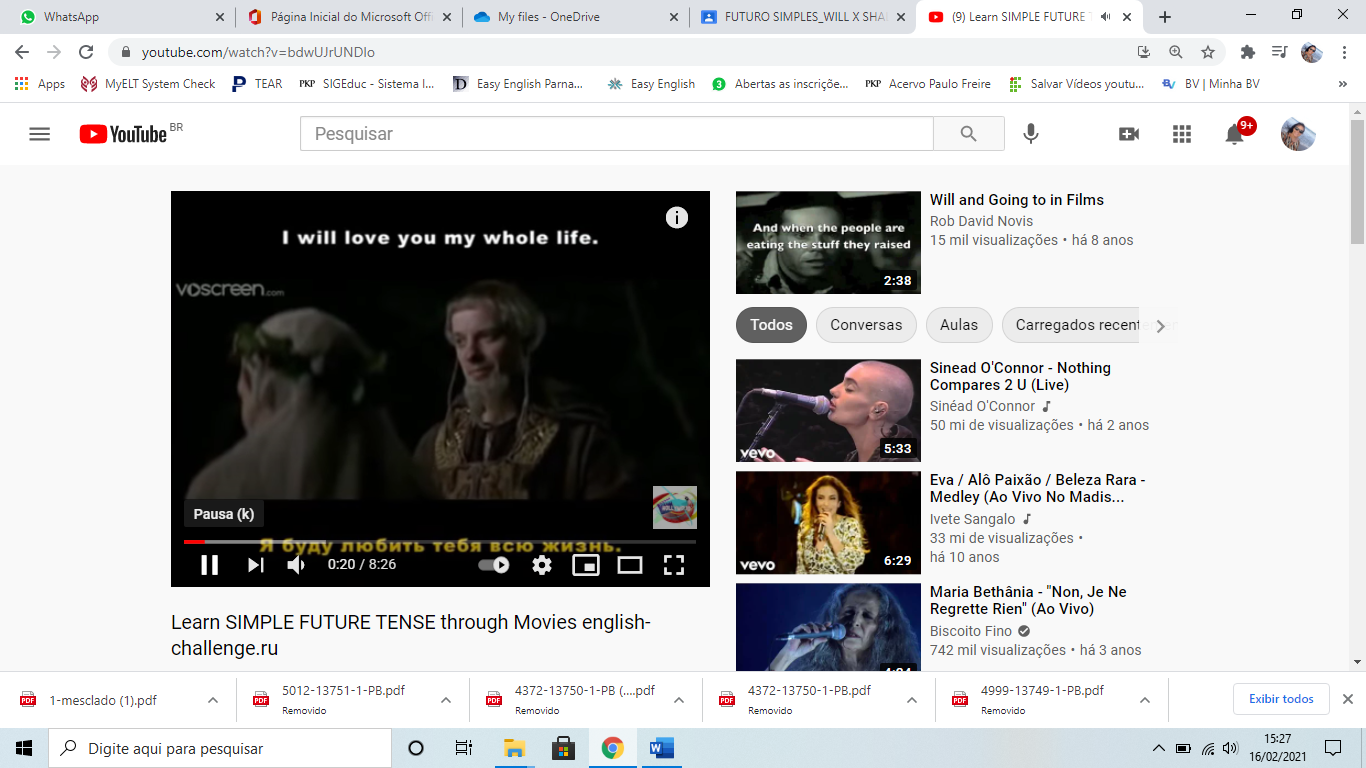 WhatsApp
Página Inicial do Microsoft Offi
My files - OneDrive
FUTURO SIMPLES_WILL X SHA
(9) Learn SIMPLE FUTURE T
youtube.com/watch?v=bdwUJrUNDIo
Apps
MyELT System Check
TEAR
PKP SIGEduc - Sistema I...
Easy English Parna...
Easy English
3 Abertas as inscriçõe...
PKP Acervo Paulo Freire
Salvar Vídeos youtu...
BV | Minha BV
YouTube BR
Pesquisar
9+
I will love you my whole life.
voscreen.com
Pausa (k)
Я буду любить тебя всю жизнь.
0:20 / 8:26
Learn SIMPLE FUTURE TENSE through Movies english-
challenge.ru
And when the people are
eating the stuff they raised
2:38
Will and Going to in Films
Rob David Novis
15 mil visualizações • há 8 anos
Todos
Conversas
Aulas
Carregados recente
vevo
5:33
Sinead O'Connor - Nothing
Compares 2 U (Live)
Sinéad O'Connor
50 mi de visualizações • há 2 anos
vevo
6:29
Eva / Alô Paixão / Beleza Rara -
Medley (Ao Vivo No Madis...
Ivete Sangalo
33 mi de visualizações •
há 10 anos
Maria Bethânia - "Non, Je Ne
Regrette Rien" (Ao Vivo)
Biscoito Fino
742 mil visualizações • há 3 anos
PDF 1-mesclado (1).pdf
PDF 5012-13751-1-PB.pdf
Removido
PDF 4372-13750-1-PB (....pdf
Removido
PDF 4372-13750-1-PB.pdf
Removido
PDF 4999-13749-1-PB.pdf
Removido
Exibir todos
Digite aqui para pesquisar
15:27
16/02/2021